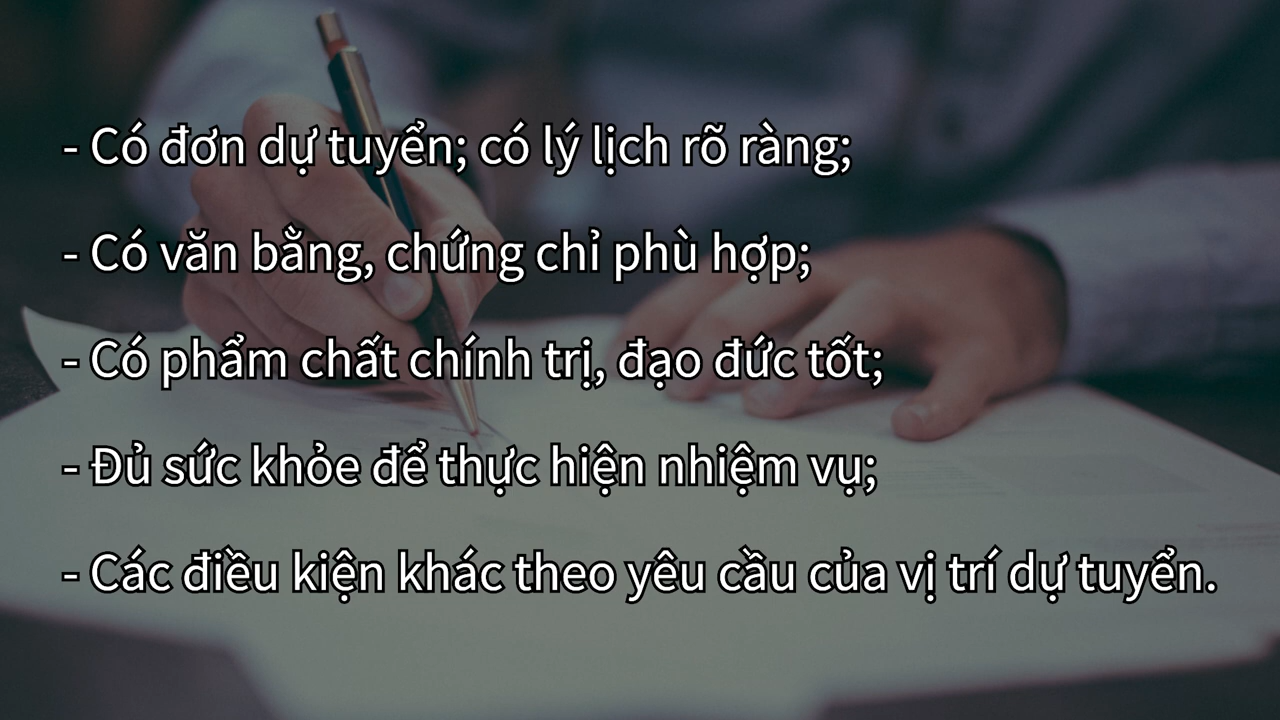 - Có đơn dự tuyển; có lý lịch rõ ràng;
- Có văn bằng, chứng chỉ phù hợp;
- Có phẩm chất chính trị, đạo đức tốt;
- Đủ sức khỏe để thực hiện nhiệm vụ;
- Các điều kiện khác theo yêu cầu của vị trí dự tuyển.